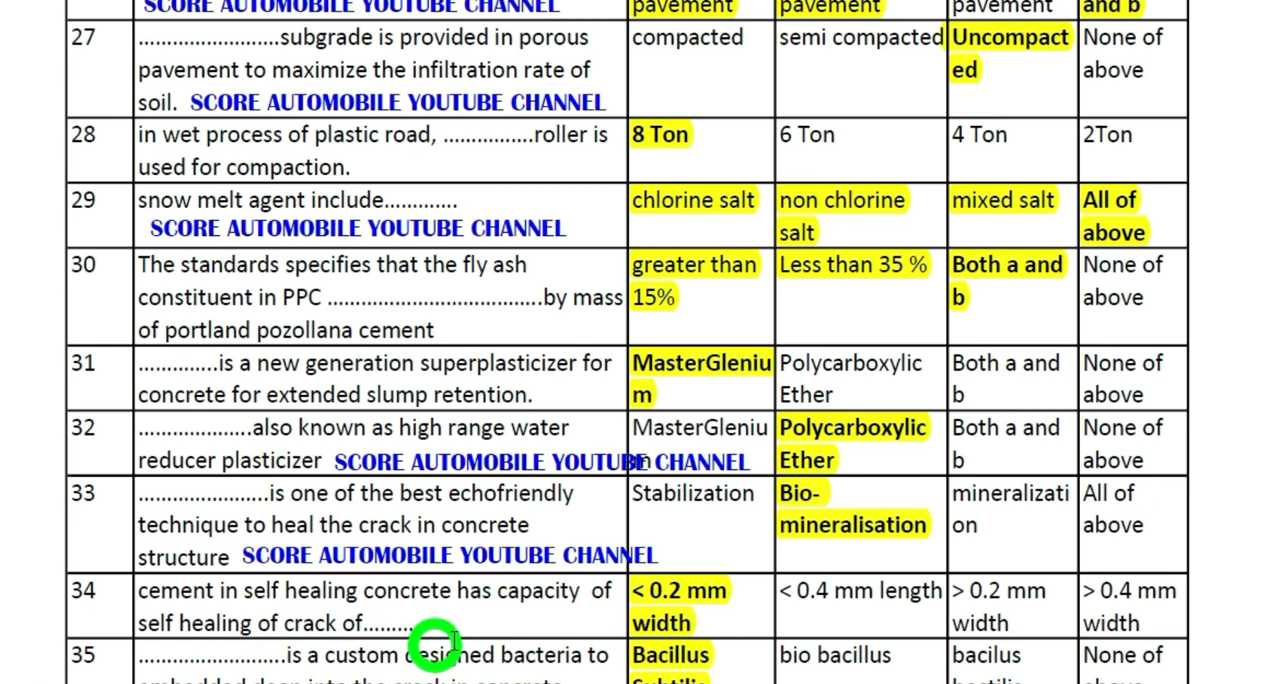 SCORE AUTOMOBILE YOUTUBE CHANNEL pavement pavement pavement and b
27 ........................subgrade is provided in porous compacted semi compacted Uncompact None of
pavement to maximize the infiltration rate of ed above
soil. SCORE AUTOMOBILE YOUTUBE CHANNEL
28 in wet process of plastic road, ...............roller is 8 Ton 6 Ton 4 Ton 2Ton
used for compaction.
29 snow melt agent include............ chlorine salt non chlorine mixed salt All of
SCORE AUTOMOBILE YOUTUBE CHANNEL salt above
30 The standards specifies that the fly ash greater than Less than 35 % Both a and None of
constituent in PPC ....................................by mass 15% b above
of portland pozollana cement
31 .............is a new generation superplasticizer for MasterGleniu Polycarboxylic Both a and None of
concrete for extended slump retention. m Ether b above
32 ...................also known as high range water MasterGleniu Polycarboxylic Both a and None of
reducer plasticizer SCORE AUTOMOBILE YOUTUBE CHANNEL Ether b above
33 ......................is one of the best echofriendly Stabilization Bio- mineralizati All of
technique to heal the crack in concrete mineralisation on above
structure SCORE AUTOMOBILE YOUTUBE CHANNEL
34 cement in self healing concrete has capacity of < 0.2 mm < 0.4 mm length > 0.2 mm > 0.4 mm
self healing of crack of......... width width width
35 .........................is a custom designed bacteria to Bacillus bio bacillus bacilus None of